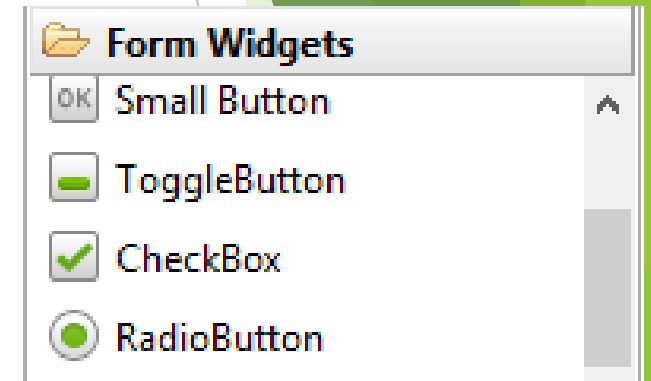 Form Widgets
OK Small Button
ToggleButton
CheckBox
RadioButton